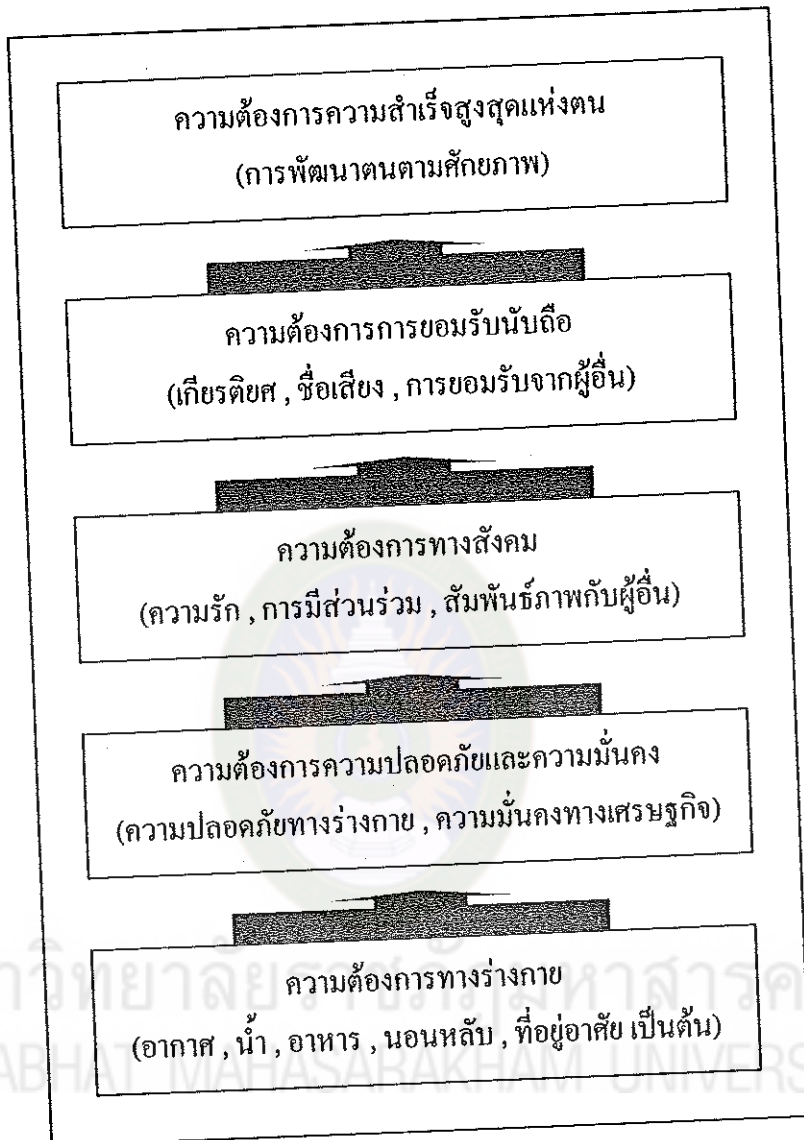 ความต้องการความสำเร็จสูงสุดแห่งตน
(การพัฒนาตนตามศักยภาพ)
ความต้องการการยอมรับนับถือ
(เกียรติยศ , ชื่อเสียง , การยอมรับจากผู้อื่น)
ความต้องการทางสังคม
(ความรัก , การมีส่วนร่วม , สัมพันธ์ภาพกับผู้อื่น)
ความต้องการความปลอดภัยและความมั่นคง
(ความปลอดภัยทางร่างกาย , ความมั่นคงทางเศรษฐกิจ)
ความต้องการทางร่างกาย
(อากาศ , น้ำ , อาหาร , นอนหลับ , ที่อยู่อาศัย เป็นต้น)
MAHASARAKHAM